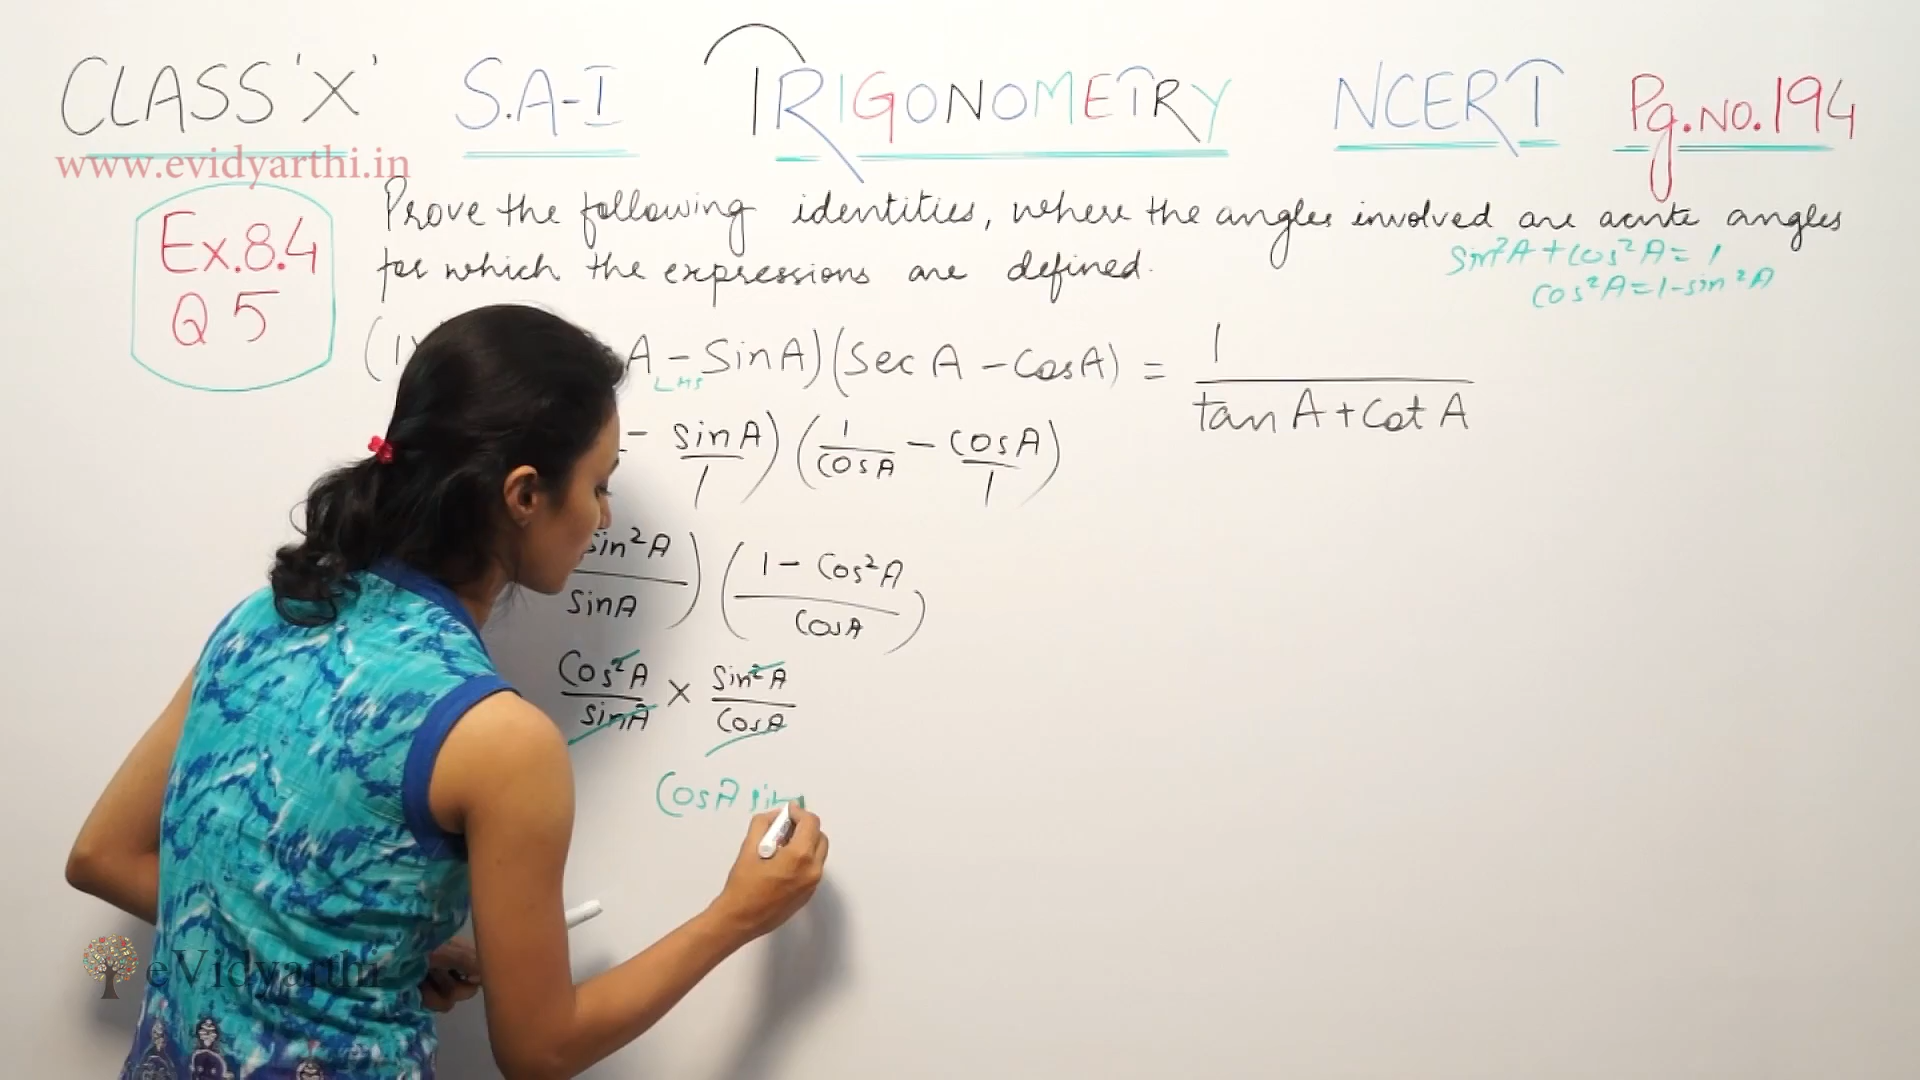 CLASS 'X' S.A-I TRIGONOMETRY NCERT Pg.No.194
www.evidyarthi.in
Ex.8.4
Q 5
Prove the following identities, where the angles involved are acute angles
for which the expressions are defined.
sin²A + cos²A = 1
cos²A = 1 - sin²A
A - SinA) (Sec A - CosA) = 1 / tan A + Cot A
LHS
- sinA / 1) (1 / cosA - cosA / 1)
sin²A / sinA) (1 - Cos²A / CosA)
Cos²A / sinA × Sin²A / CosA
CosA sin
eVidyarthi